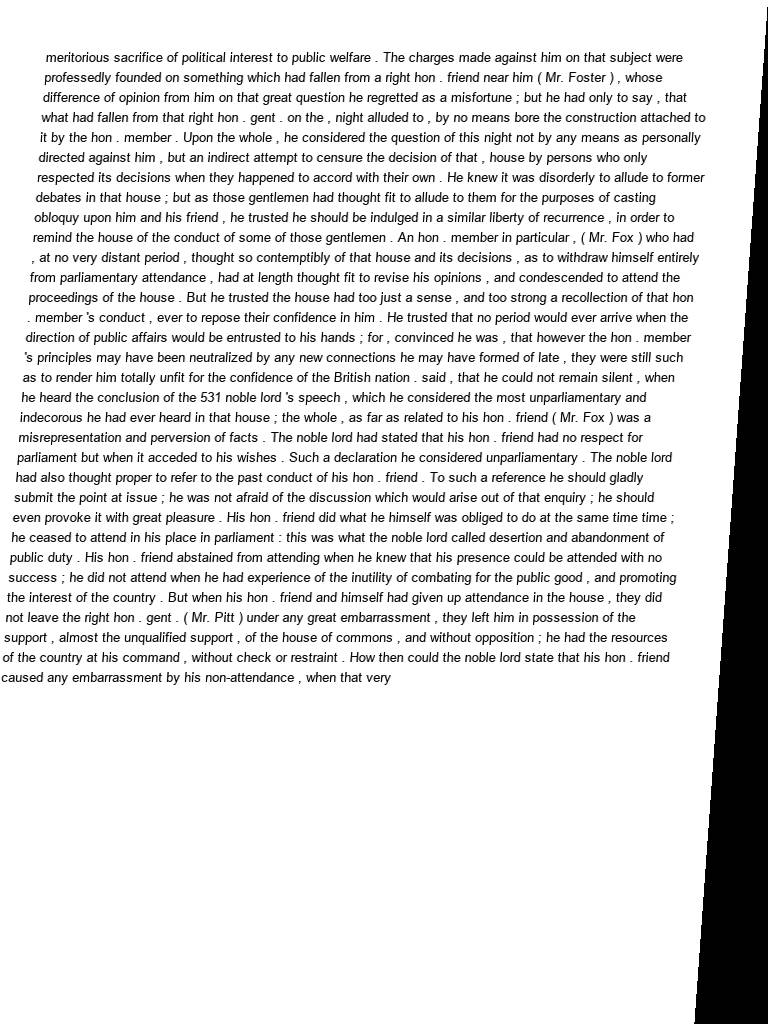 meritorious sacrifice of political interest to public welfare . The charges made against him on that subject were
professedly founded on something which had fallen from a right hon . friend near him ( Mr. Foster ) , whose
difference of opinion from him on that great question he regretted as a misfortune ; but he had only to say , that
what had fallen from that right hon . gent . on the , night alluded to , by no means bore the construction attached to
it by the hon . member . Upon the whole , he considered the question of this night not by any means as personally
directed against him , but an indirect attempt to censure the decision of that , house by persons who only
respected its decisions when they happened to accord with their own . He knew it was disorderly to allude to former
debates in that house ; but as those gentlemen had thought fit to allude to them for the purposes of casting
obloquy upon him and his friend , he trusted he should be indulged in a similar liberty of recurrence , in order to
remind the house of the conduct of some of those gentlemen . An hon . member in particular , ( Mr. Fox ) who had
, at no very distant period , thought so contemptibly of that house and its decisions , as to withdraw himself entirely
from parliamentary attendance , had at length thought fit to revise his opinions , and condescended to attend the
proceedings of the house . But he trusted the house had too just a sense , and too strong a recollection of that hon
. member 's conduct , ever to repose their confidence in him . He trusted that no period would ever arrive when the
direction of public affairs would be entrusted to his hands ; for , convinced he was , that however the hon . member
's principles may have been neutralized by any new connections he may have formed of late , they were still such
as to render him totally unfit for the confidence of the British nation . said , that he could not remain silent , when
he heard the conclusion of the 531 noble lord 's speech , which he considered the most unparliamentary and
indecorous he had ever heard in that house ; the whole , as far as related to his hon . friend ( Mr. Fox ) was a
misrepresentation and perversion of facts . The noble lord had stated that his hon . friend had no respect for
parliament but when it acceded to his wishes . Such a declaration he considered unparliamentary . The noble lord
had also thought proper to refer to the past conduct of his hon . friend . To such a reference he should gladly
submit the point at issue ; he was not afraid of the discussion which would arise out of that enquiry ; he should
even provoke it with great pleasure . His hon . friend did what he himself was obliged to do at the same time time ;
he ceased to attend in his place in parliament : this was what the noble lord called desertion and abandonment of
public duty . His hon . friend abstained from attending when he knew that his presence could be attended with no
success ; he did not attend when he had experience of the inutility of combating for the public good , and promoting
the interest of the country . But when his hon . friend and himself had given up attendance in the house , they did
not leave the right hon . gent . ( Mr. Pitt ) under any great embarrassment , they left him in possession of the
support , almost the unqualified support , of the house of commons , and without opposition ; he had the resources
of the country at his command , without check or restraint . How then could the noble lord state that his hon . friend
caused any embarrassment by his non-attendance , when that very